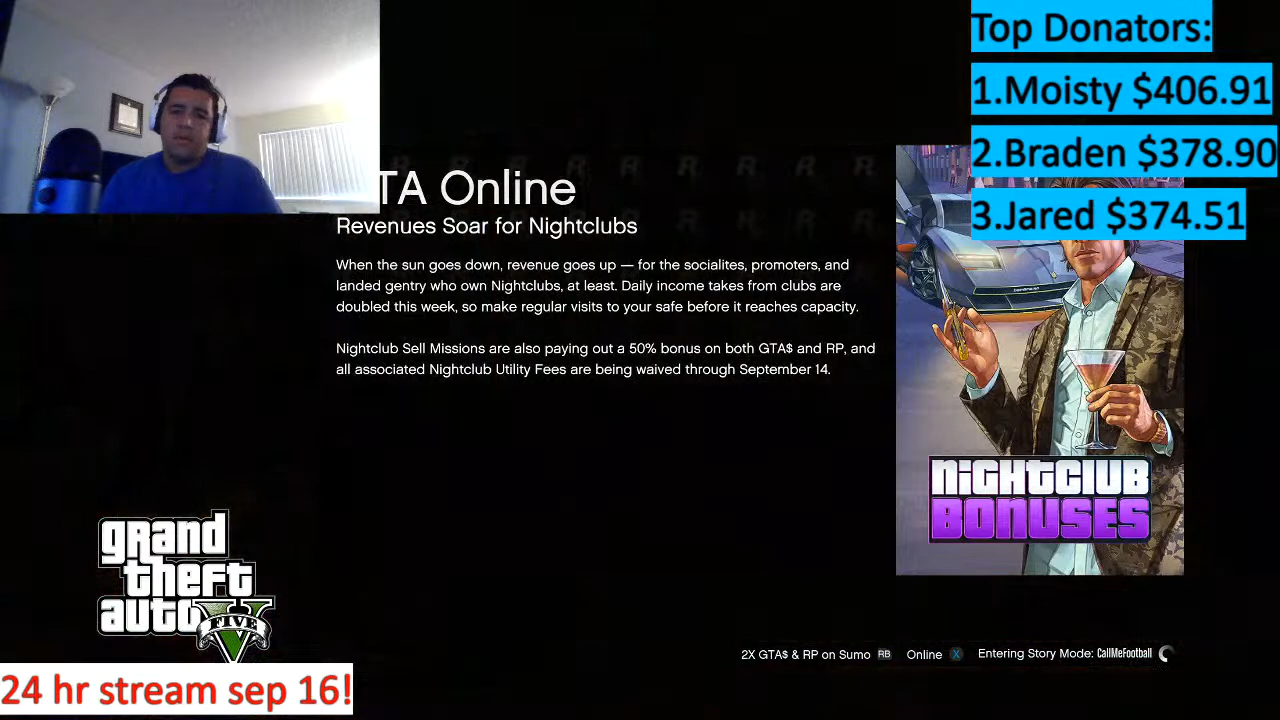 Top Donators:
1.Moisty $406.91
2.Braden $378.90
3.Jared $374.51
TA Online
Revenues Soar for Nightclubs
When the sun goes down, revenue goes up — for the socialites, promoters, and
landed gentry who own Nightclubs, at least. Daily income takes from clubs are
doubled this week, so make regular visits to your safe before it reaches capacity.
Nightclub Sell Missions are also paying out a 50% bonus on both GTA$ and RP, and
all associated Nightclub Utility Fees are being waived through September 14.
NIGHTCLUB
BONUSES
grand
theft
auto V
FIVE
2X GTA$ & RP on Sumo RB Online X Entering Story Mode: CallMeFootball
24 hr stream sep 16!